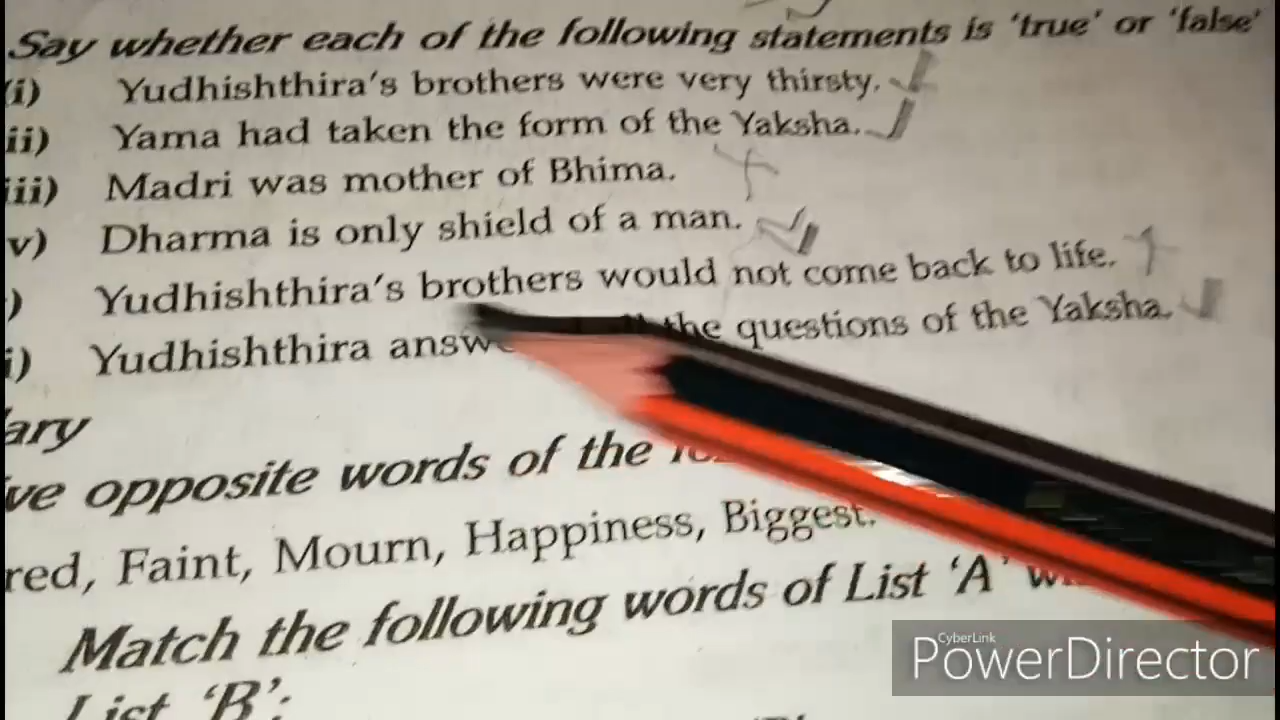 Say whether each of the following statements is 'true' or 'false'
(i) Yudhishthira's brothers were very thirsty.
ii) Yama had taken the form of the Yaksha.
iii) Madri was mother of Bhima.
v) Dharma is only shield of a man.
) Yudhishthira's brothers would not come back to life.
i) Yudhishthira answ the questions of the Yaksha.
ary
ve opposite words of the
red, Faint, Mourn, Happiness, Biggest.
Match the following words of List 'A'
List 'B':
CyberLink
PowerDirector